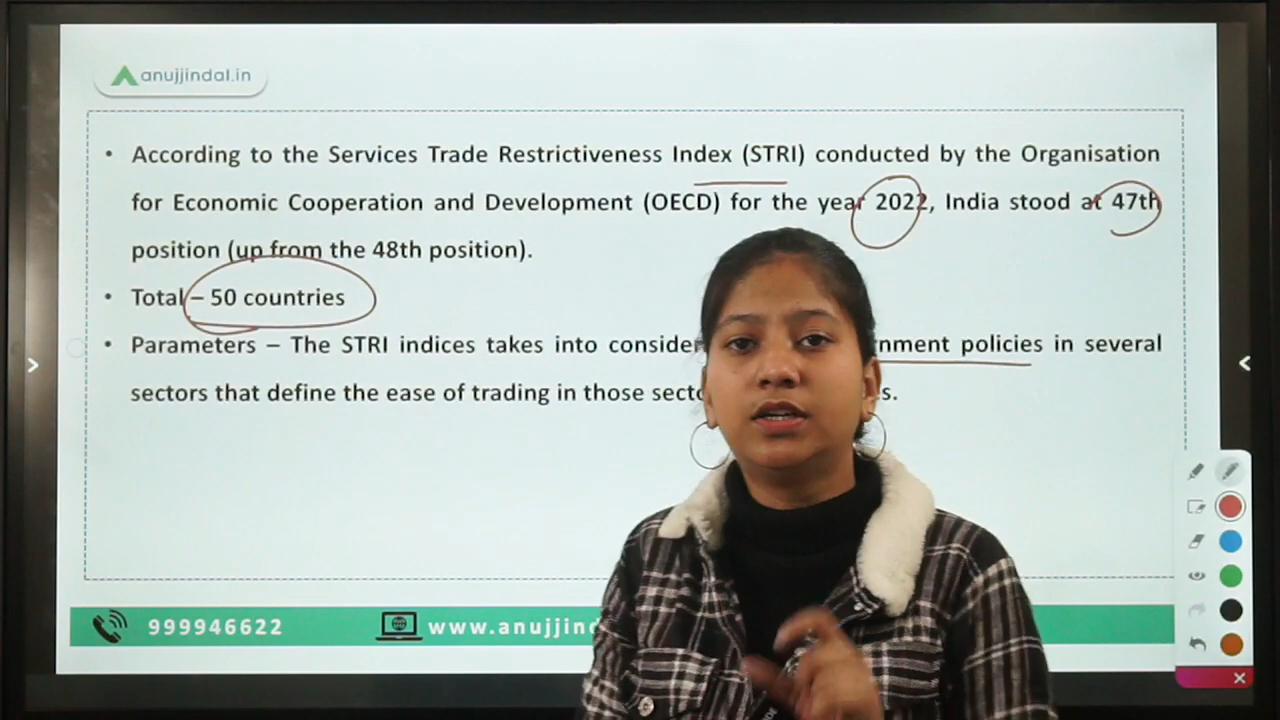 anujjindal.in
• According to the Services Trade Restrictiveness Index (STRI) conducted by the Organisation
for Economic Cooperation and Development (OECD) for the year 2022, India stood at 47th
position (up from the 48th position).
• Total – 50 countries
• Parameters – The STRI indices takes into consider nment policies in several
sectors that define the ease of trading in those secto s.
999946622
www.anujjind